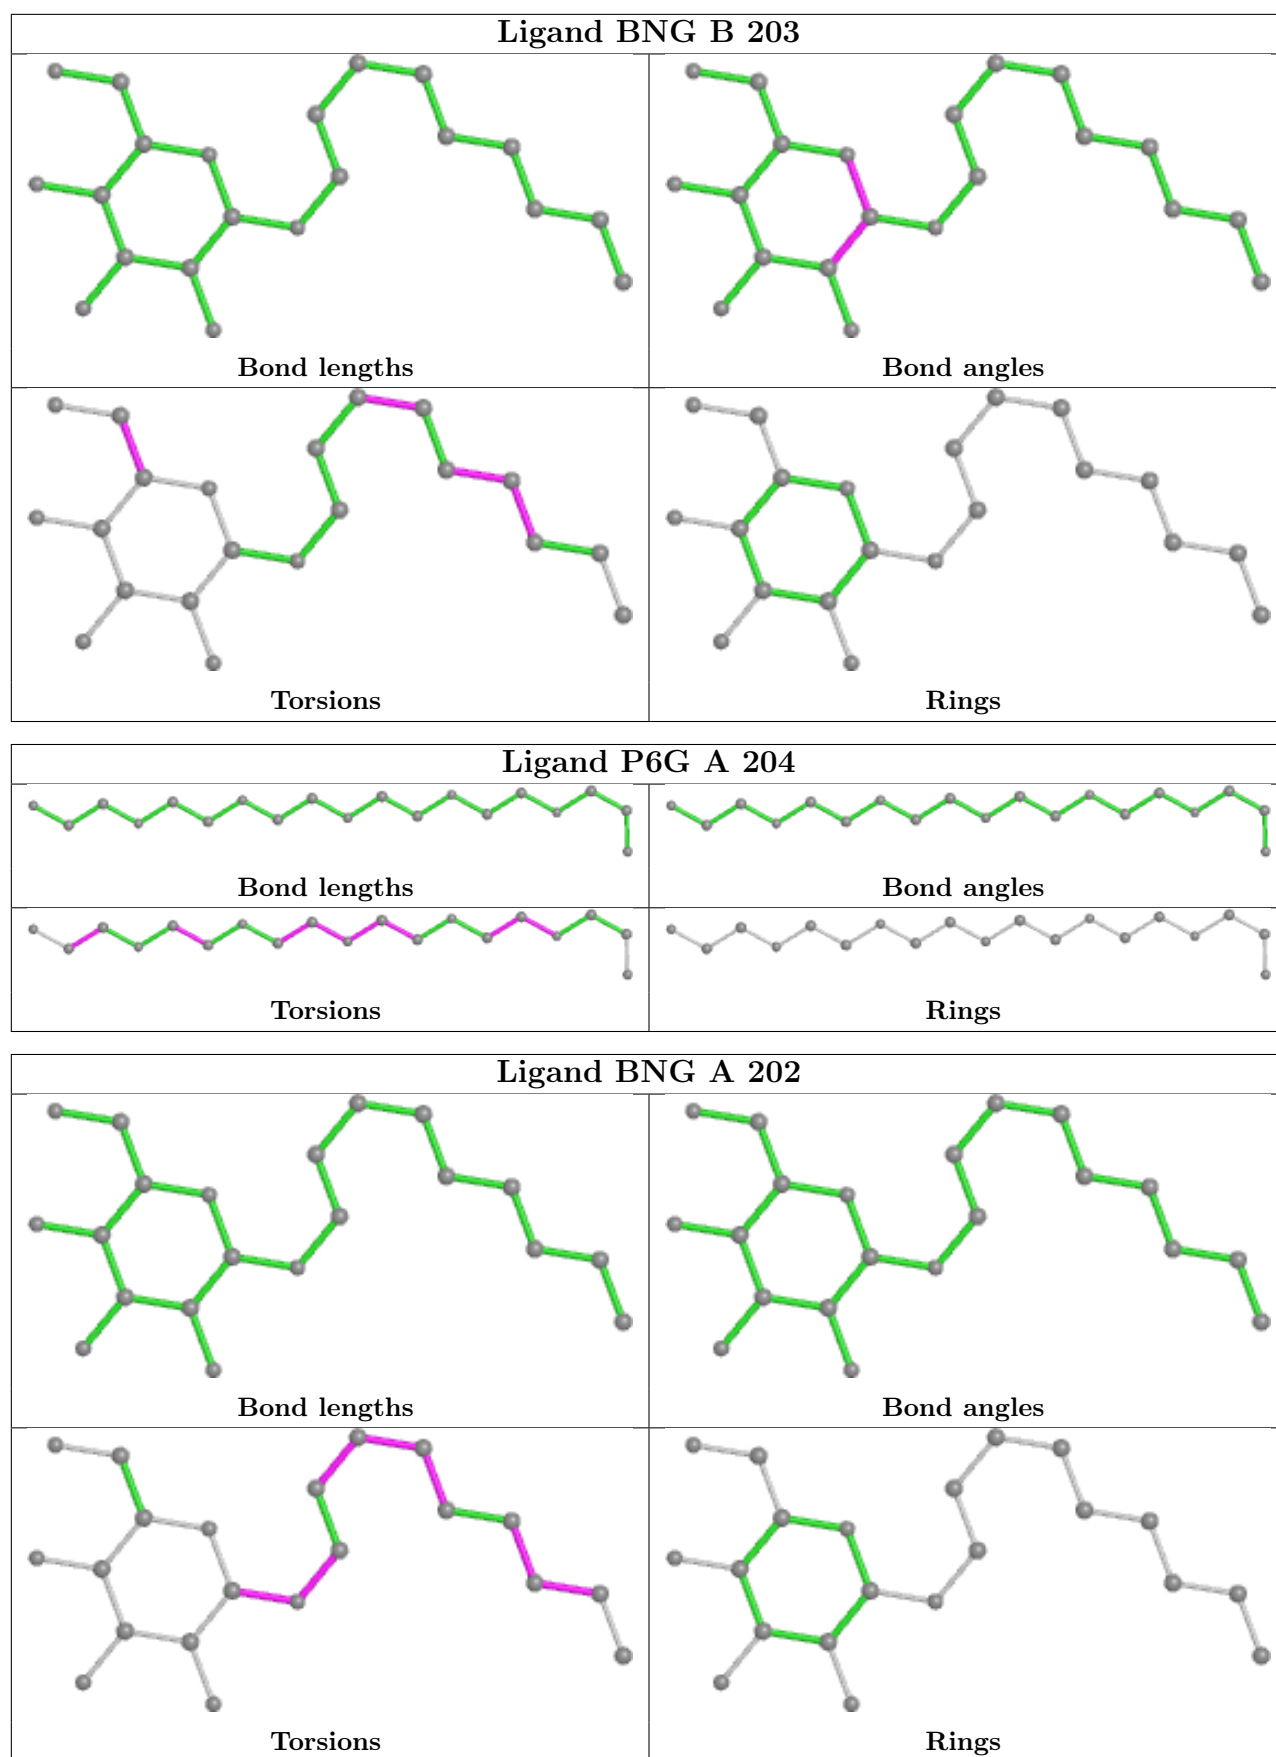 Ligand BNG B 203
Bond lengths
Bond angles
Torsions
Rings
Ligand P6G A 204
Bond lengths
Bond angles
Torsions
Rings
Ligand BNG A 202
Bond lengths
Bond angles
Torsions
Rings